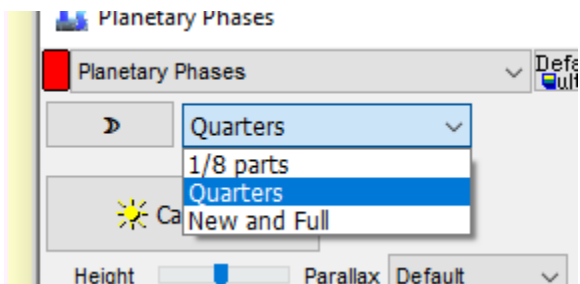 Planetary Phases
Planetary Phases
Quarters
1/8 parts
Quarters
New and Full
Height
Parallax
Default